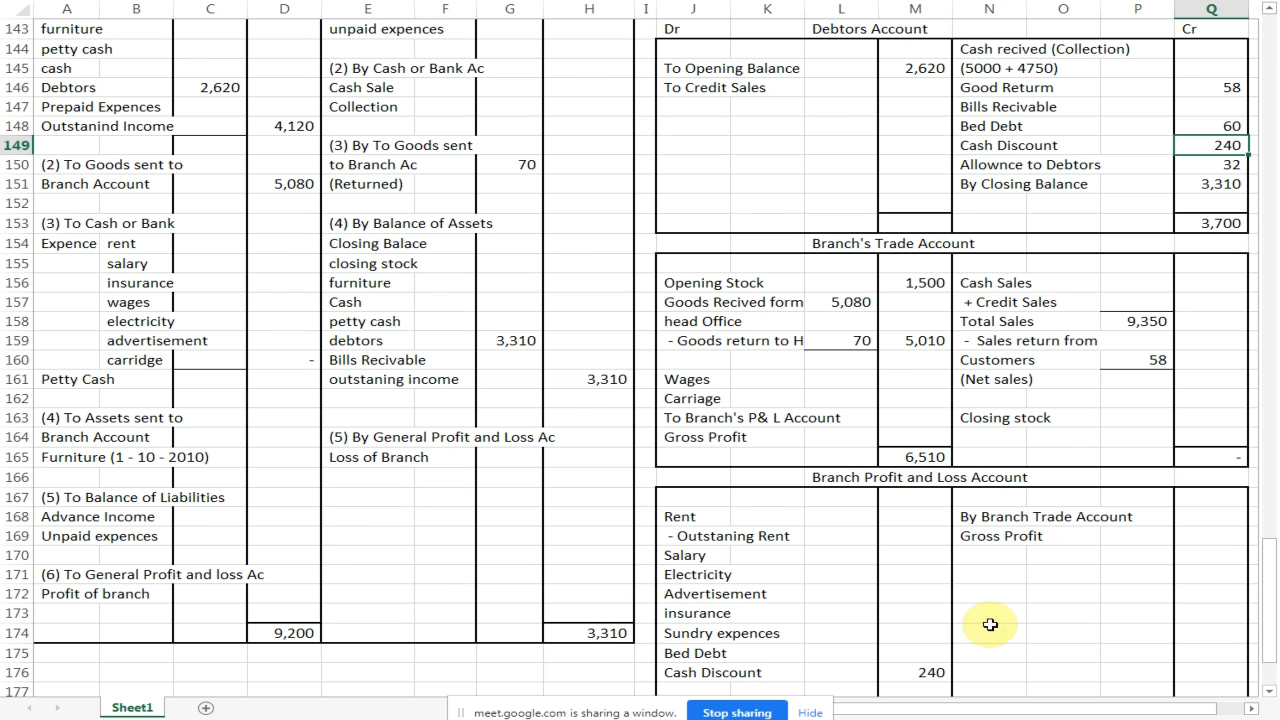 A B C D E F G H I J K L M N O P Q
143 furniture unpaid expences Dr Debtors Account Cr
144 petty cash Cash recived (Collection)
145 cash (2) By Cash or Bank Ac To Opening Balance 2,620 (5000 + 4750)
146 Debtors 2,620 Cash Sale To Credit Sales Good Returm 58
147 Prepaid Expences Collection Bills Recivable
148 Outstanind Income 4,120 Bed Debt 60
149 (3) By To Goods sent Cash Discount 240
150 (2) To Goods sent to to Branch Ac 70 Allownce to Debtors 32
151 Branch Account 5,080 (Returned) By Closing Balance 3,310
152
153 (3) To Cash or Bank (4) By Balance of Assets 3,700
154 Expence rent Closing Balace Branch's Trade Account
155 salary closing stock
156 insurance furniture Opening Stock 1,500 Cash Sales
157 wages Cash Goods Recived form 5,080 + Credit Sales
158 electricity petty cash head Office Total Sales 9,350
159 advertisement debtors 3,310 - Goods return to H 70 5,010 - Sales return from
160 carridge - Bills Recivable Customers 58
161 Petty Cash outstaning income 3,310 Wages (Net sales)
162 Carriage
163 (4) To Assets sent to To Branch's P& L Account Closing stock
164 Branch Account (5) By General Profit and Loss Ac Gross Profit
165 Furniture (1 - 10 - 2010) Loss of Branch 6,510 -
166 Branch Profit and Loss Account
167 (5) To Balance of Liabilities
168 Advance Income Rent By Branch Trade Account
169 Unpaid expences - Outstaning Rent Gross Profit
170 Salary
171 (6) To General Profit and loss Ac Electricity
172 Profit of branch Advertisement
173 insurance
174 9,200 3,310 Sundry expences
175 Bed Debt
176 Cash Discount 240
177
Sheet1
meet.google.com is sharing a window. Stop sharing Hide